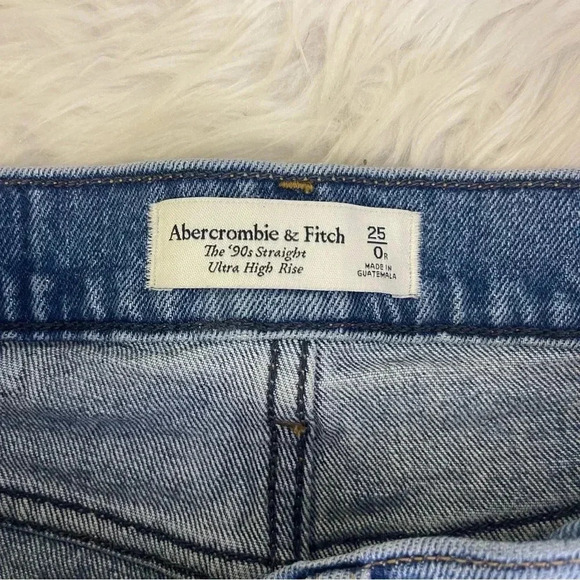 Abercrombie & Fitch
The '90s Straight
Ultra High Rise
25
0R
MADE IN
GUATEMALA